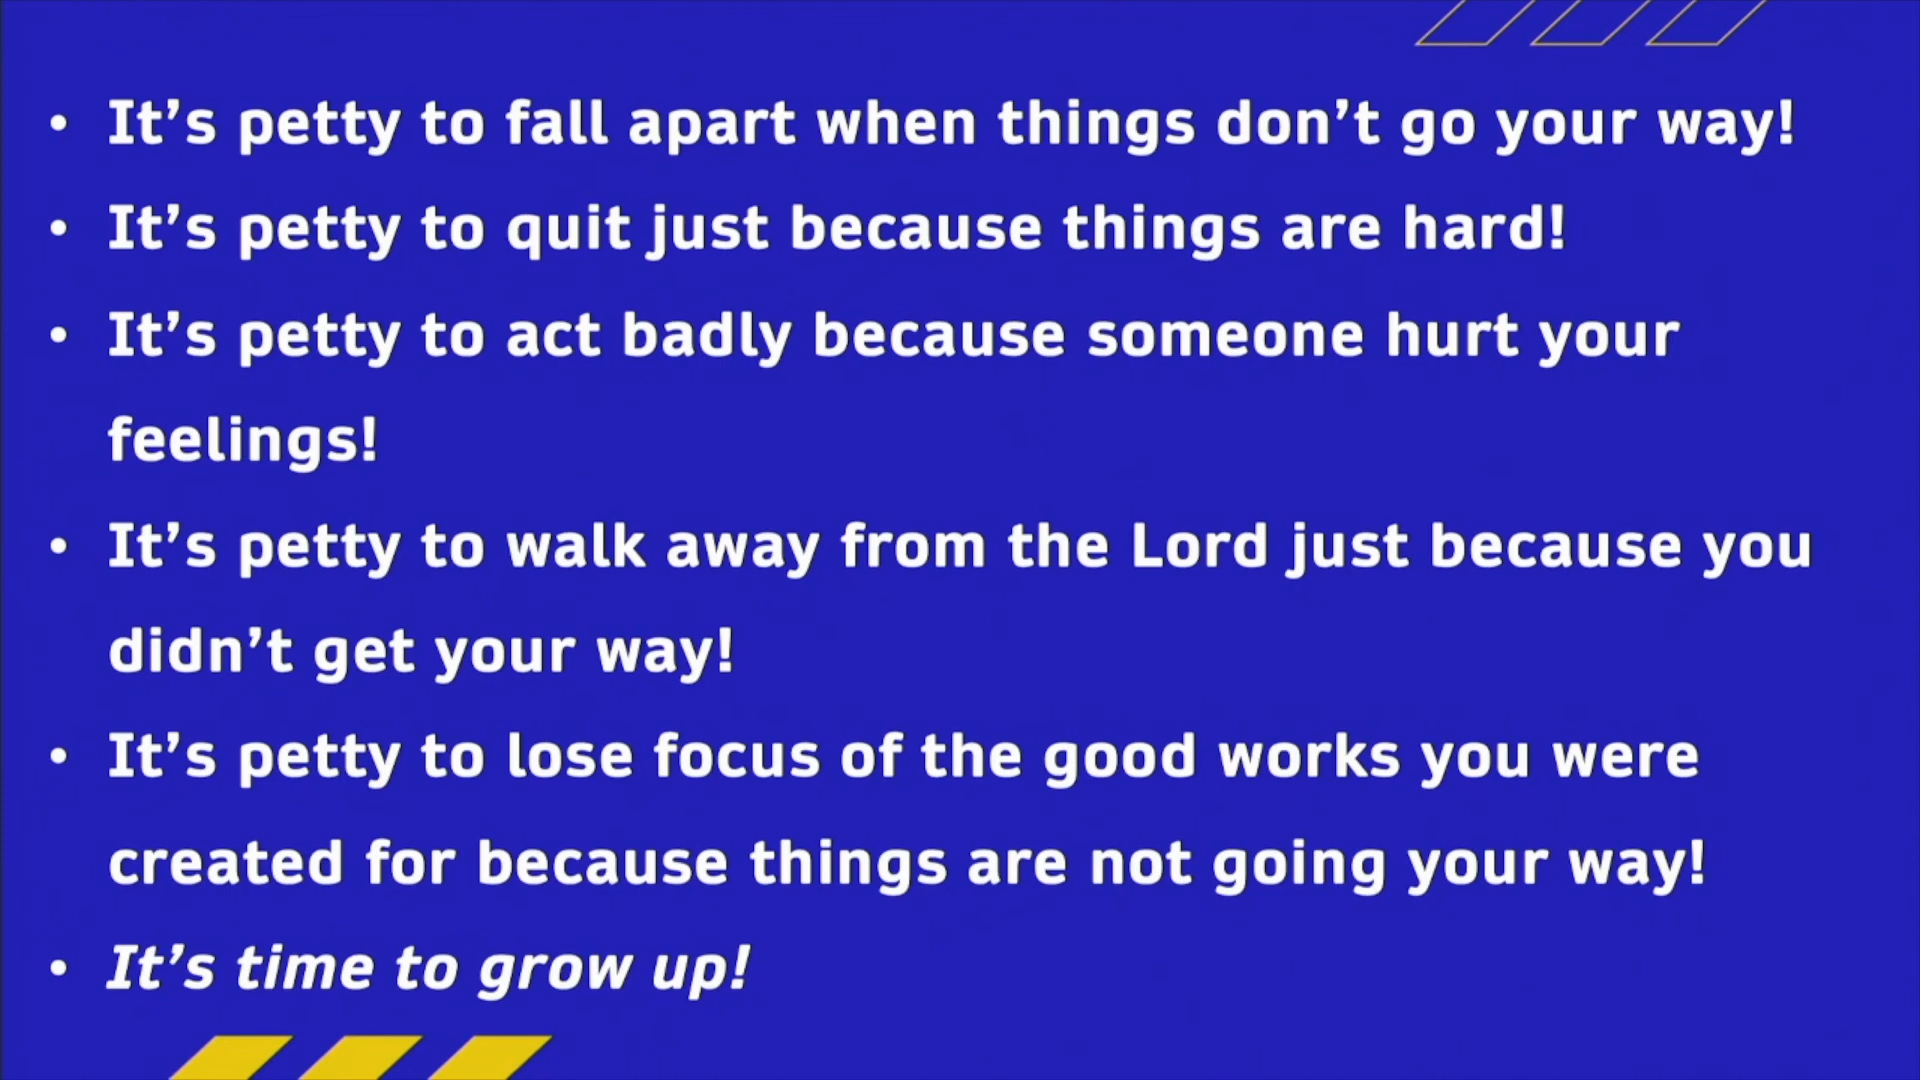 • It’s petty to fall apart when things don’t go your way!
• It’s petty to quit just because things are hard!
• It’s petty to act badly because someone hurt your
feelings!
• It’s petty to walk away from the Lord just because you
didn’t get your way!
• It’s petty to lose focus of the good works you were
created for because things are not going your way!
• It’s time to grow up!